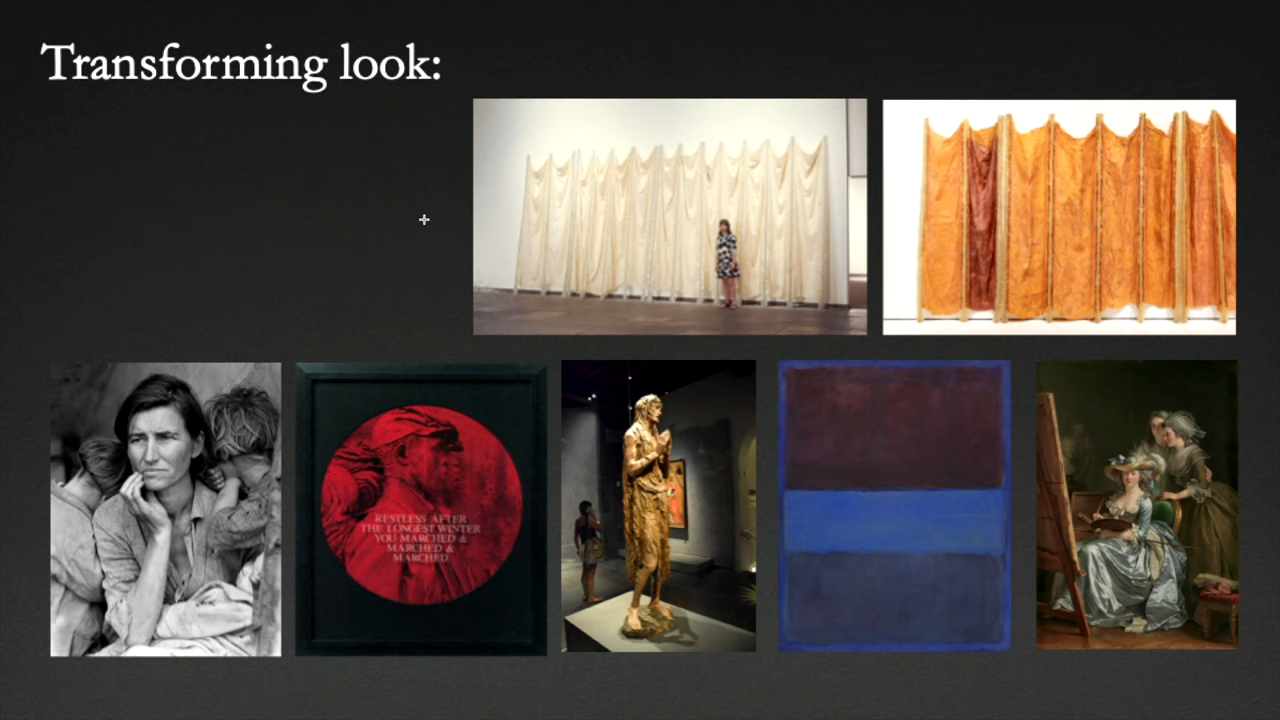 Transforming look:
RESTLESS AFTER
THE LONGEST WINTER
YOU MARCHED &
MARCHED &
MARCHED